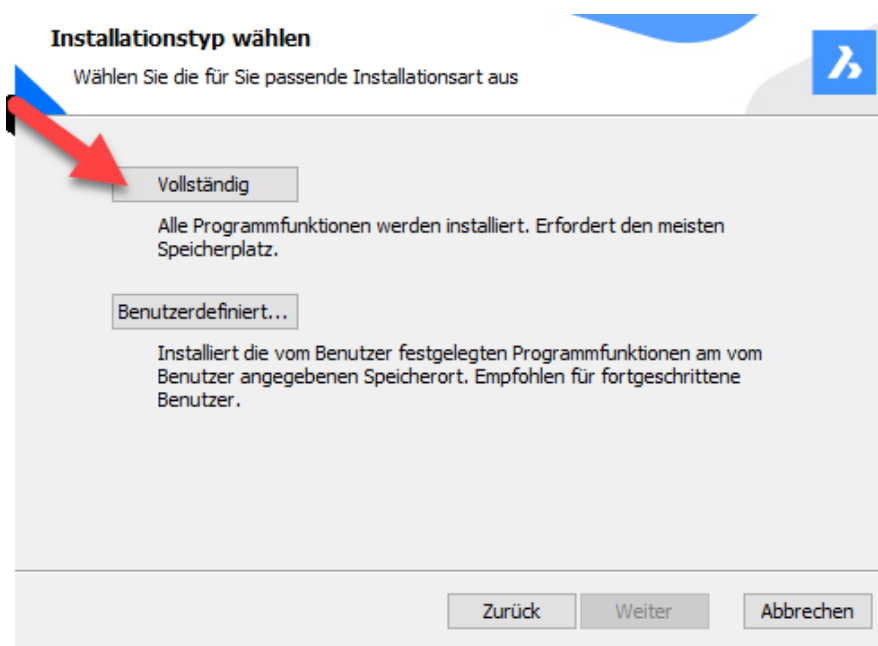 Installationstyp wählen
Wählen Sie die für Sie passende Installationsart aus
Vollständig
Alle Programmfunktionen werden installiert. Erfordert den meisten
Speicherplatz.
Benutzerdefiniert...
Installiert die vom Benutzer festgelegten Programmfunktionen am vom
Benutzer angegebenen Speicherort. Empfohlen für fortgeschrittene
Benutzer.
Zurück Weiter Abbrechen